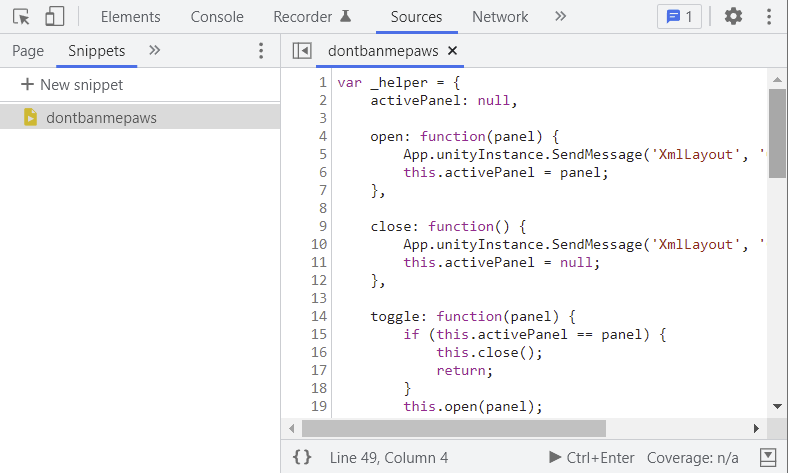 Elements Console Recorder Sources Network 1
Page Snippets
dontbanmepaws
New snippet
dontbanmepaws
1 var _helper = {
2 activePanel: null,
3
4 open: function(panel) {
5 App.unityInstance.SendMessage('XmlLayout', '
6 this.activePanel = panel;
7 },
8
9 close: function() {
10 App.unityInstance.SendMessage('XmlLayout', '
11 this.activePanel = null;
12 },
13
14 toggle: function(panel) {
15 if (this.activePanel == panel) {
16 this.close();
17 return;
18 }
19 this.open(panel);
{} Line 49, Column 4 Ctrl+Enter Coverage: n/a